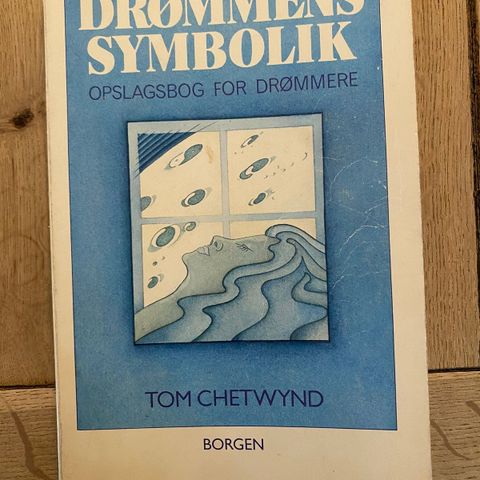 DRØMMENS
SYMBOLIK
OPSLAGSBOG FOR DRØMMERE
TOM CHETWYND
BORGEN